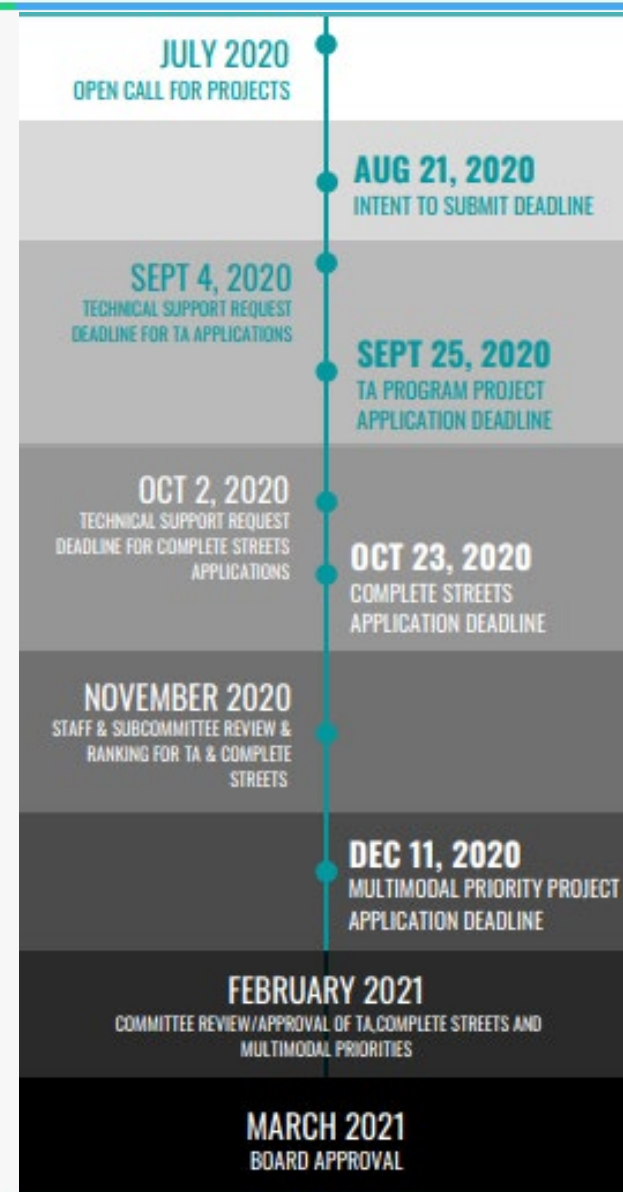 JULY 2020
OPEN CALL FOR PROJECTS
AUG 21, 2020
INTENT TO SUBMIT DEADLINE
SEPT 4, 2020
TECHNICAL SUPPORT REQUEST
DEADLINE FOR TA APPLICATIONS
SEPT 25, 2020
TA PROGRAM PROJECT
APPLICATION DEADLINE
OCT 2, 2020
TECHNICAL SUPPORT REQUEST
DEADLINE FOR COMPLETE STREETS
APPLICATIONS
OCT 23, 2020
COMPLETE STREETS
APPLICATION DEADLINE
NOVEMBER 2020
STAFF & SUBCOMMITTEE REVIEW &
RANKING FOR TA & COMPLETE
STREETS
DEC 11, 2020
MULTIMODAL PRIORITY PROJECT
APPLICATION DEADLINE
FEBRUARY 2021
COMMITTEE REVIEW/APPROVAL OF TA,COMPLETE STREETS AND
MULTIMODAL PRIORITIES
MARCH 2021
BOARD APPROVAL